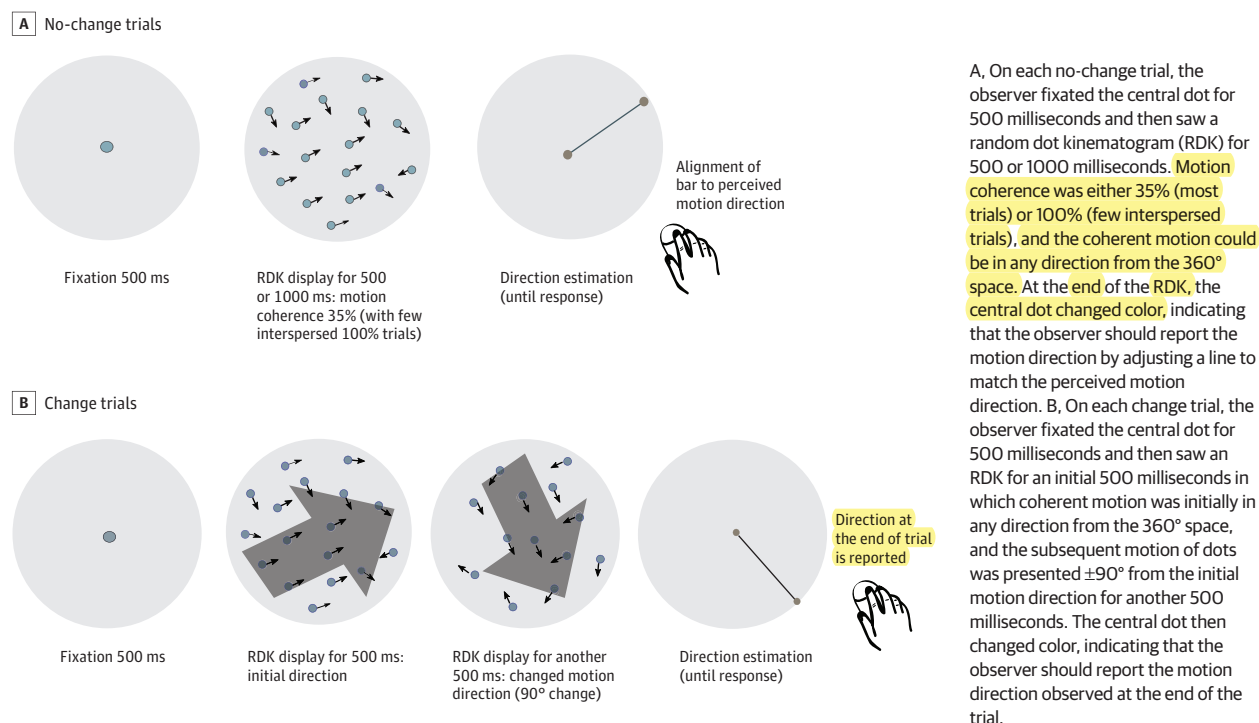 A No-change trials
Alignment of
bar to perceived
motion direction
Fixation 500 ms
RDK display for 500
or 1000 ms: motion
coherence 35% (with few
interspersed 100% trials)
Direction estimation
(until response)
B Change trials
Direction at
the end of trial
is reported
Fixation 500 ms
RDK display for 500 ms:
initial direction
RDK display for another
500 ms: changed motion
direction (90° change)
Direction estimation
(until response)
A, On each no-change trial, the
observer fixated the central dot for
500 milliseconds and then saw a
random dot kinematogram (RDK) for
500 or 1000 milliseconds. Motion
coherence was either 35% (most
trials) or 100% (few interspersed
trials), and the coherent motion could
be in any direction from the 360°
space. At the end of the RDK, the
central dot changed color, indicating
that the observer should report the
motion direction by adjusting a line to
match the perceived motion
direction. B, On each change trial, the
observer fixated the central dot for
500 milliseconds and then saw an
RDK for an initial 500 milliseconds in
which coherent motion was initially in
any direction from the 360° space,
and the subsequent motion of dots
was presented ±90° from the initial
motion direction for another 500
milliseconds. The central dot then
changed color, indicating that the
observer should report the motion
direction observed at the end of the
trial.